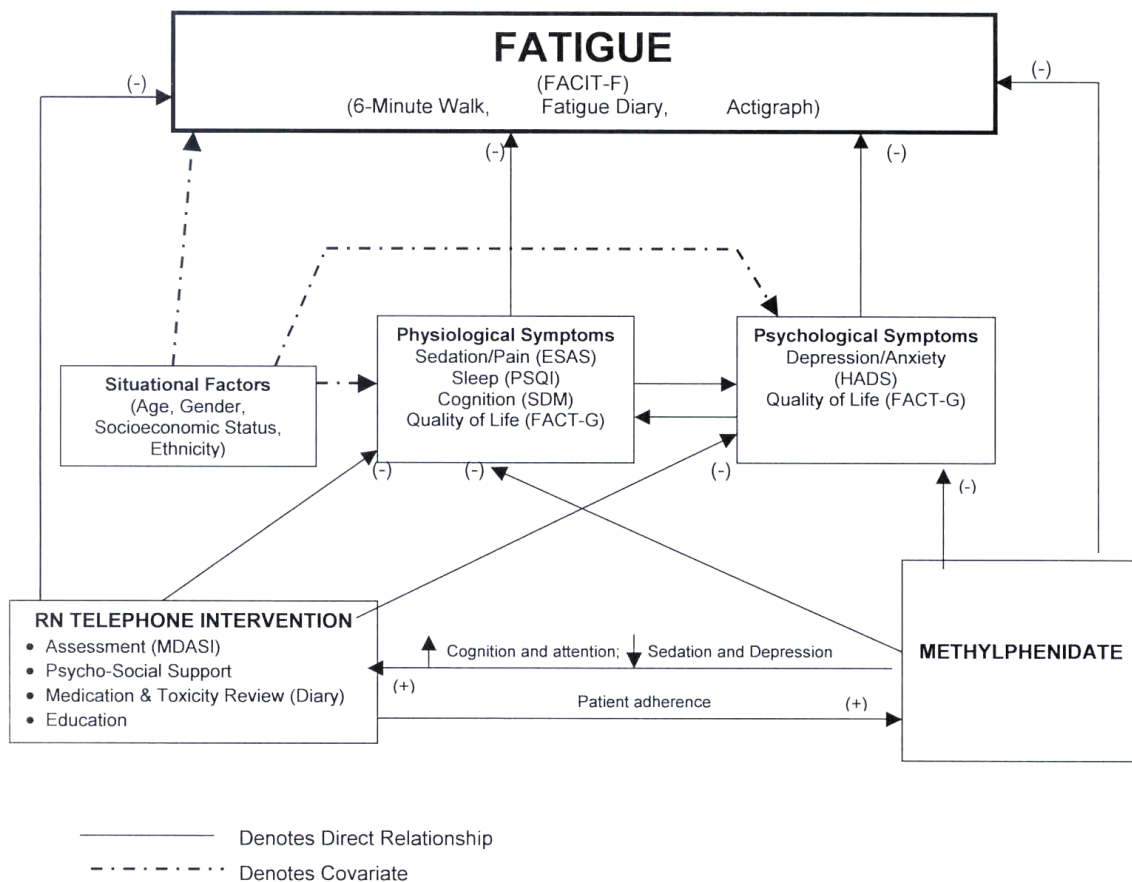 FATIGUE
(-)
(-)
(FACIT-F)
(6-Minute Walk, Fatigue Diary, Actigraph)
(-)
(-)
Physiological Symptoms
Sedation/Pain (ESAS)
Sleep (PSQI)
Cognition (SDM)
Quality of Life (FACT-G)
Psychological Symptoms
Depression/Anxiety
(HADS)
Quality of Life (FACT-G)
Situational Factors
(Age, Gender,
Socioeconomic Status,
Ethnicity)
(-)
(-)
(-)
(-)
RN TELEPHONE INTERVENTION
• Assessment (MDASI)
• Psycho-Social Support
• Medication & Toxicity Review (Diary)
• Education
Cognition and attention; Sedation and Depression
(+)
Patient adherence
(+)
METHYLPHENIDATE
Denotes Direct Relationship
Denotes Covariate